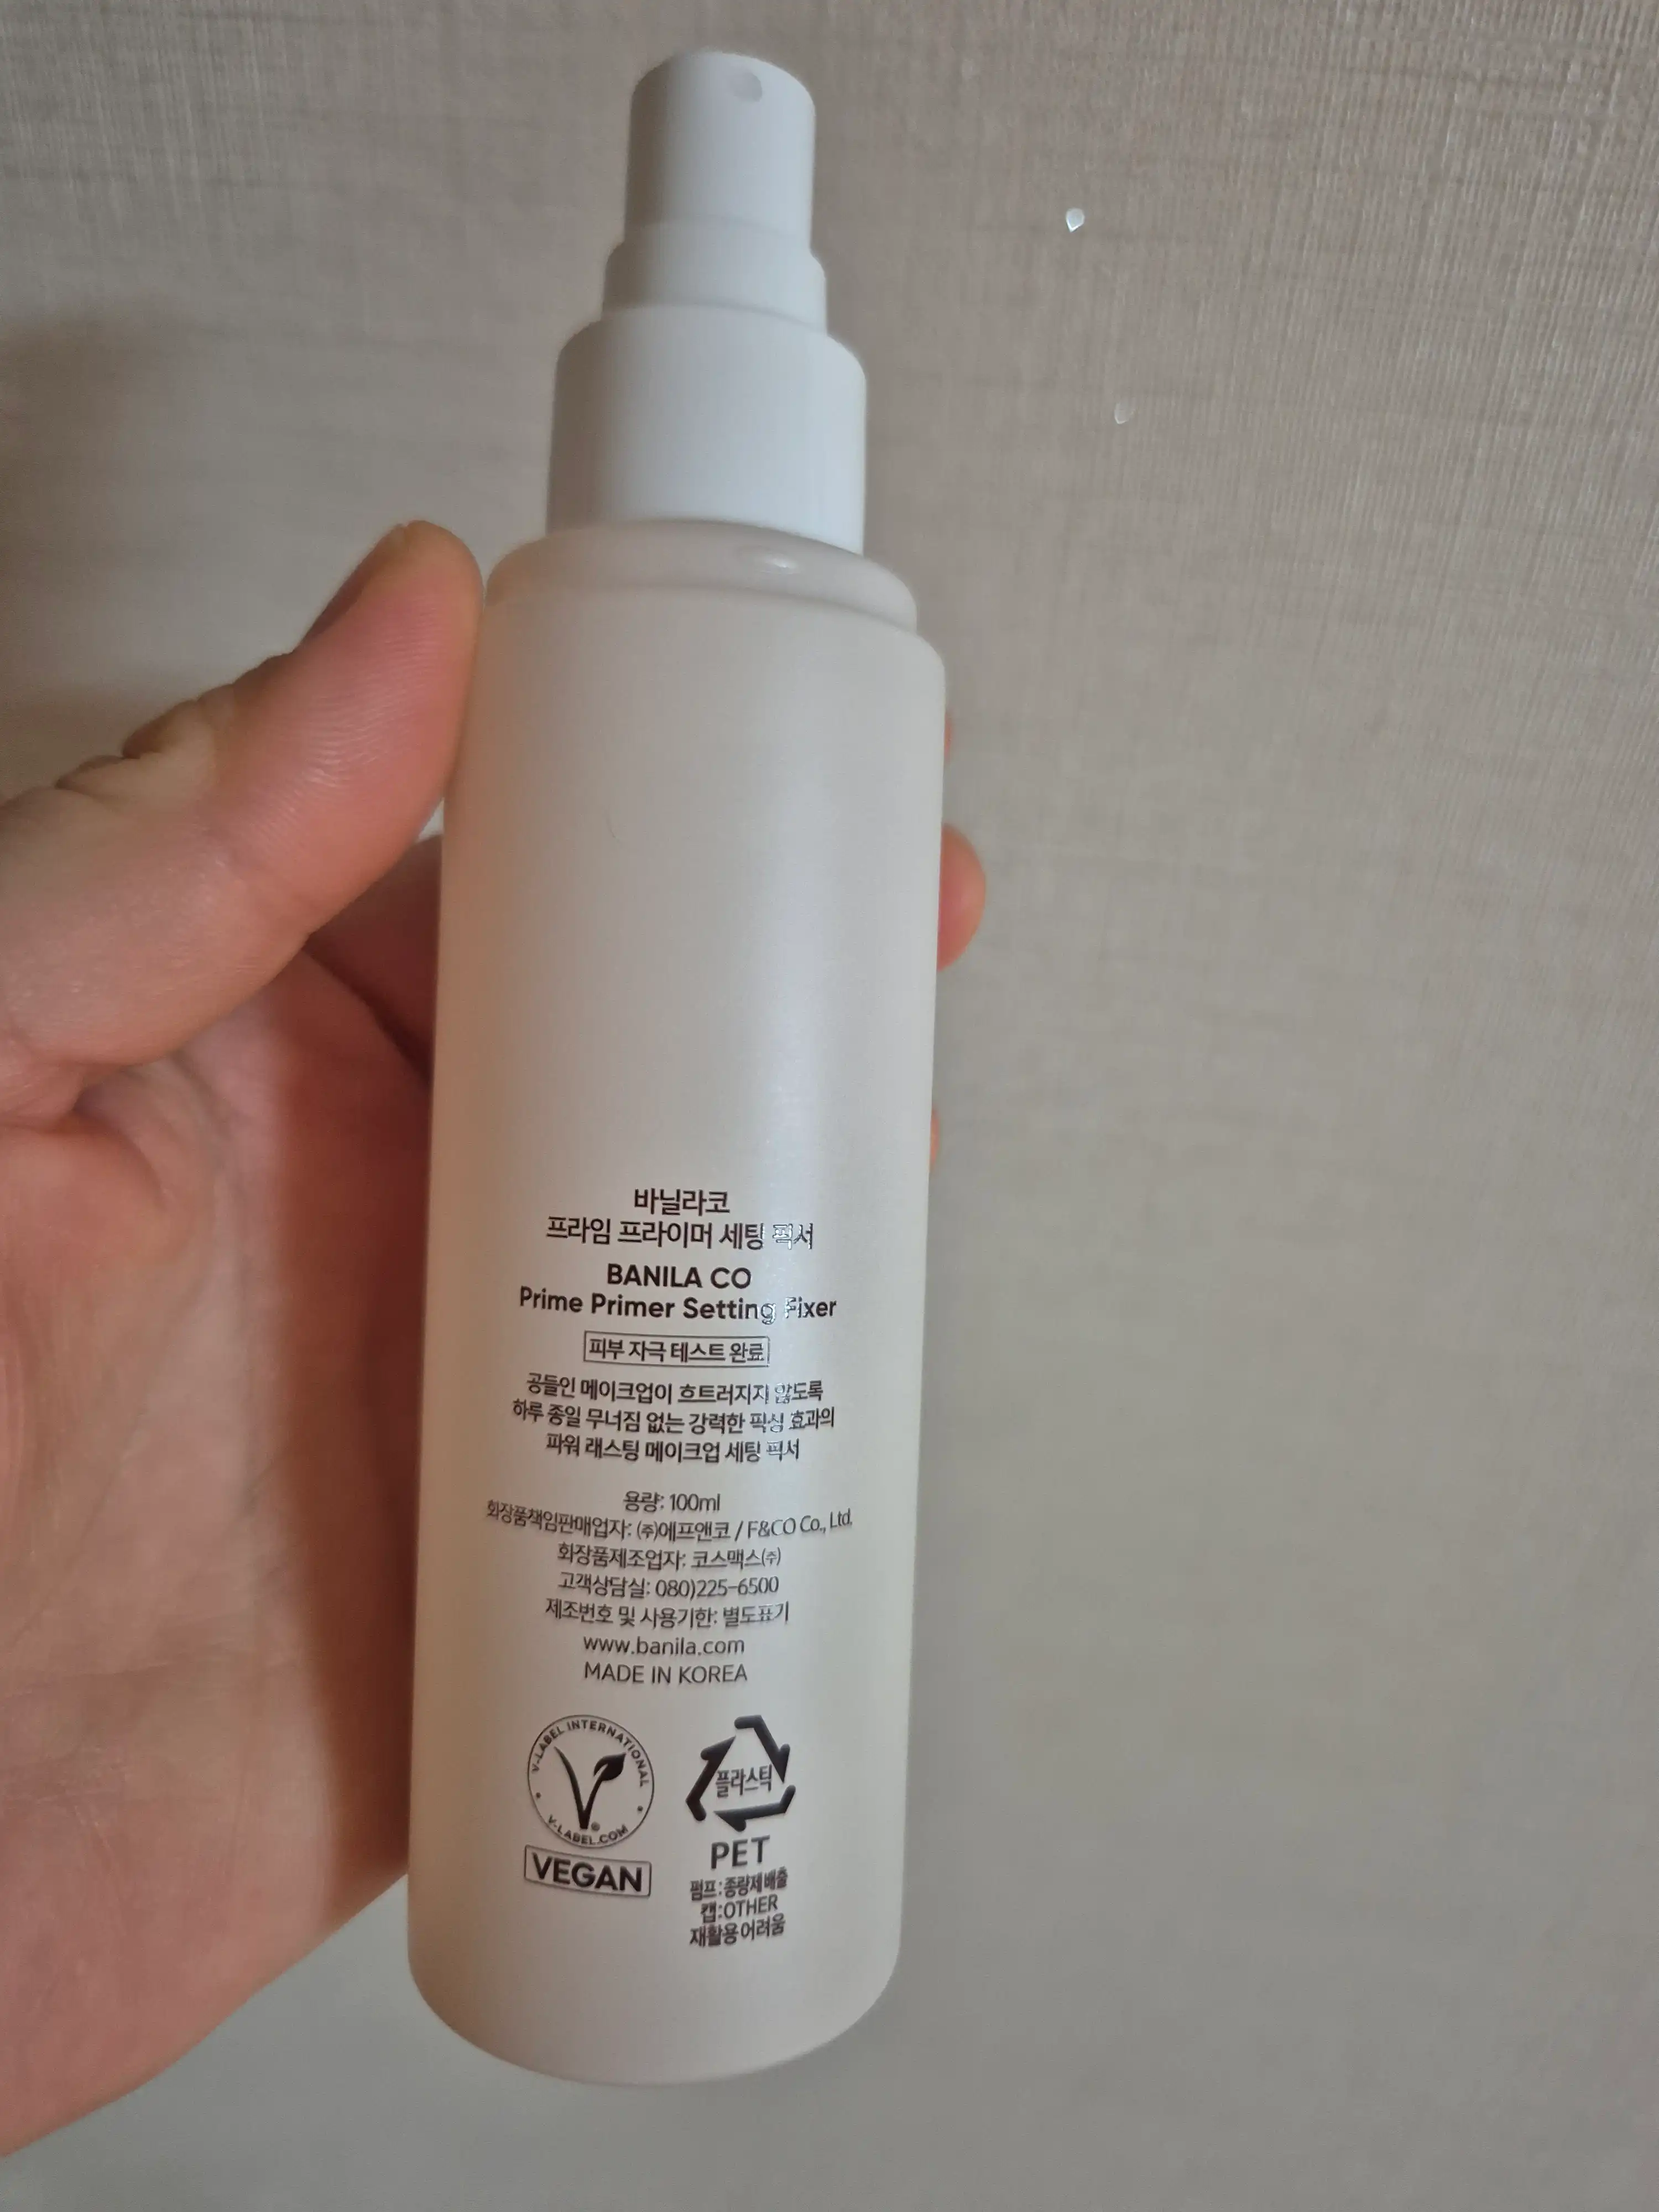 바닐라코
프라임 프라이머 세팅 픽서
BANILA CO
Prime Primer Setting Fixer
피부 자극 테스트 완료
공들인 메이크업이 흐트러지지 않도록
하루 종일 무너짐 없는 강력한 픽싱 효과의
파워 래스팅 메이크업 세팅 픽서
용량: 100ml
화장품책임판매업자: (주)에프앤코 / F&CO Co., Ltd.
화장품제조업자: 코스맥스(주)
고객상담실: 080)225-6500
제조번호 및 사용기한: 별도표기
www.banila.com
MADE IN KOREA
V-LABEL INTERNATIONAL
V-LABEL.COM
VEGAN
플라스틱
PET
펌프:종량제배출
캡:OTHER
재활용어려움